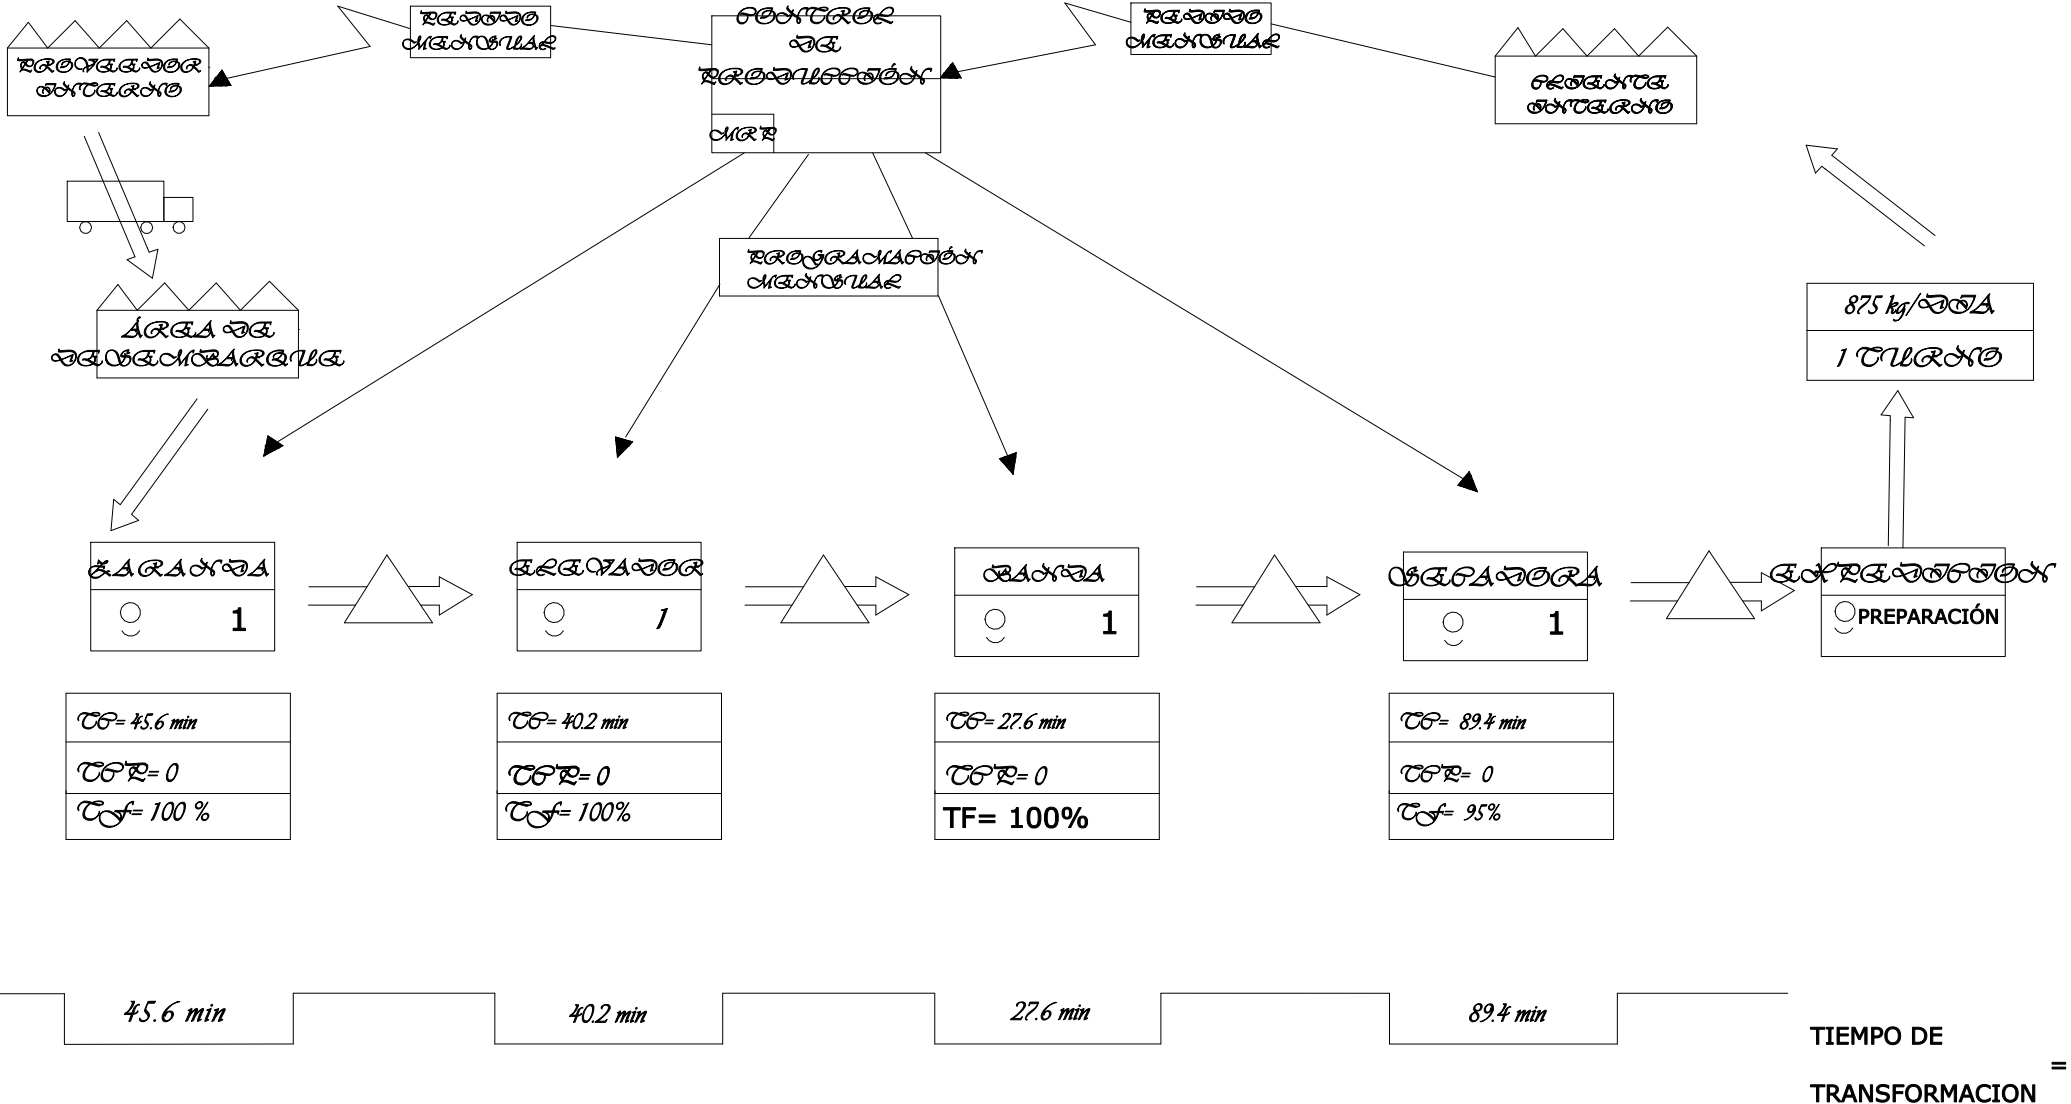 PROVEEDOR
INTERNO
PEDIDO
MENSUAL
CONTROL
DE
PRODUCCIÓN
MRP
PEDIDO
MENSUAL
CLIENTE
INTERNO
PROGRAMACIÓN
MENSUAL
ÁREA DE
DESEMBARQUE
875 kg/DIA
1 TURNO
ZARANDA
1
ELEVADOR
1
BANDA
1
SECADORA
1
EXPEDICION
PREPARACIÓN
TC= 45.6 min
TCP= 0
TF= 100 %
TC= 40.2 min
TCP= 0
TF= 100%
TC= 27.6 min
TCP= 0
TF= 100%
TC= 89.4 min
TCP= 0
TF= 95%
45.6 min
40.2 min
27.6 min
89.4 min
TIEMPO DE
=
TRANSFORMACION